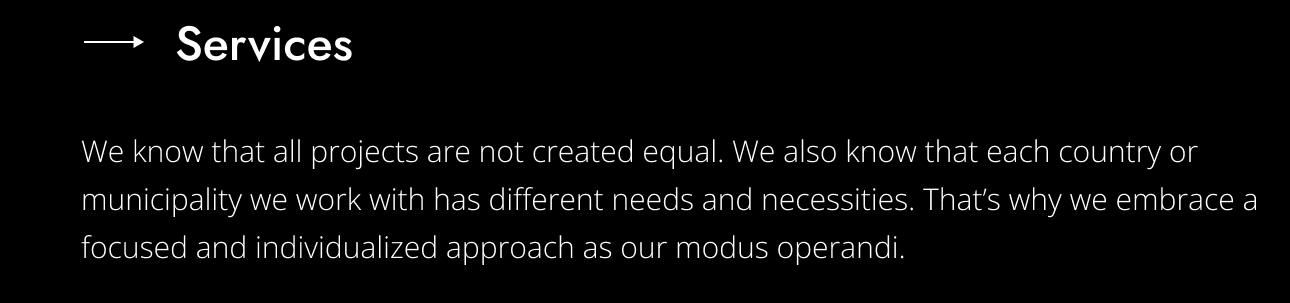 Services
We know that all projects are not created equal. We also know that each country or
municipality we work with has different needs and necessities. That’s why we embrace a
focused and individualized approach as our modus operandi.